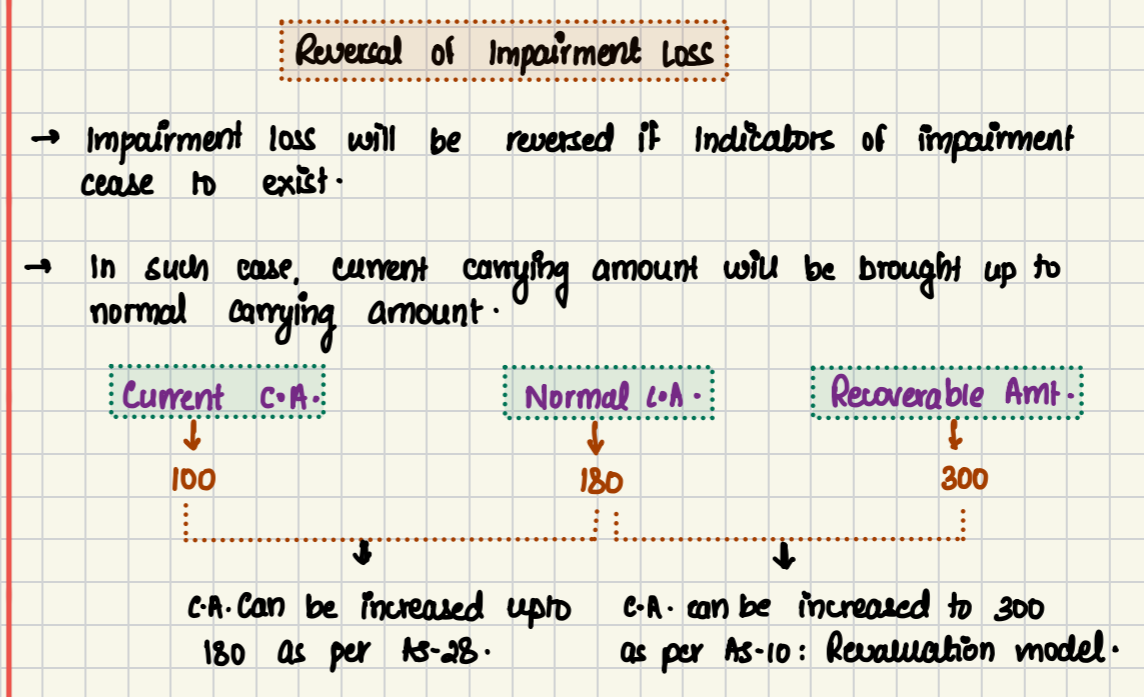 Reversal of Impairment Loss
→ Impairment loss will be reversed if Indicators of impairment
cease to exist.
→ In such case, current carrying amount will be brought up to
normal carrying amount.
Current C.A. Normal C.A. Recoverable Amt.
100 180 300
C.A. Can be increased upto C.A. can be increased to 300
180 as per AS-28. as per AS-10: Revaluation model.